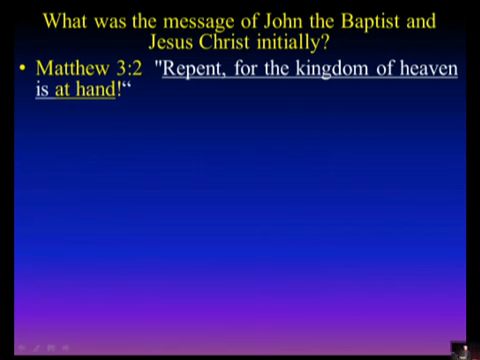 What was the message of John the Baptist and
Jesus Christ initially?
• Matthew 3:2 "Repent, for the kingdom of heaven
is at hand!“